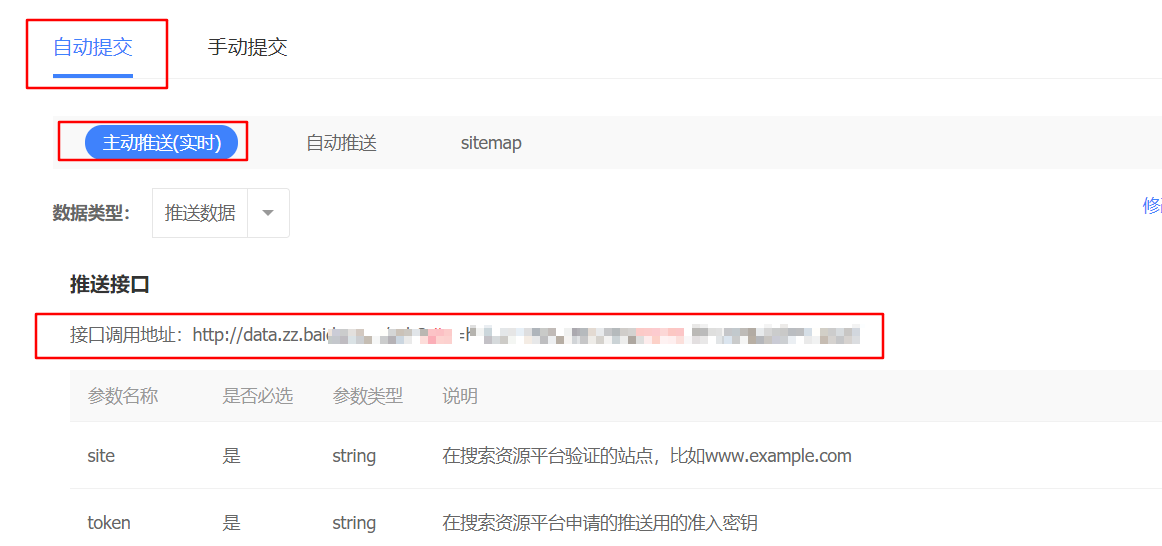 自动提交 手动提交
主动推送(实时) 自动推送 sitemap
数据类型： 推送数据
推送接口
接口调用地址：http://data.zz.bai
参数名称 是否必选 参数类型 说明
site 是 string 在搜索资源平台验证的站点，比如www.example.com
token 是 string 在搜索资源平台申请的推送用的准入密钥